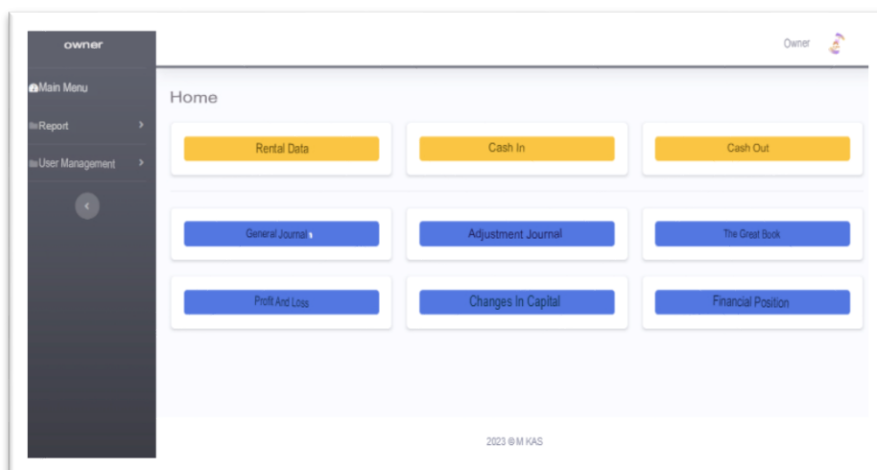 owner
Owner
Main Menu
Home
Report
User Management
Rental Data
Cash In
Cash Out
General Journal
Adjustment Journal
The Great Book
Profit And Loss
Changes In Capital
Financial Position
2023 © M KAS